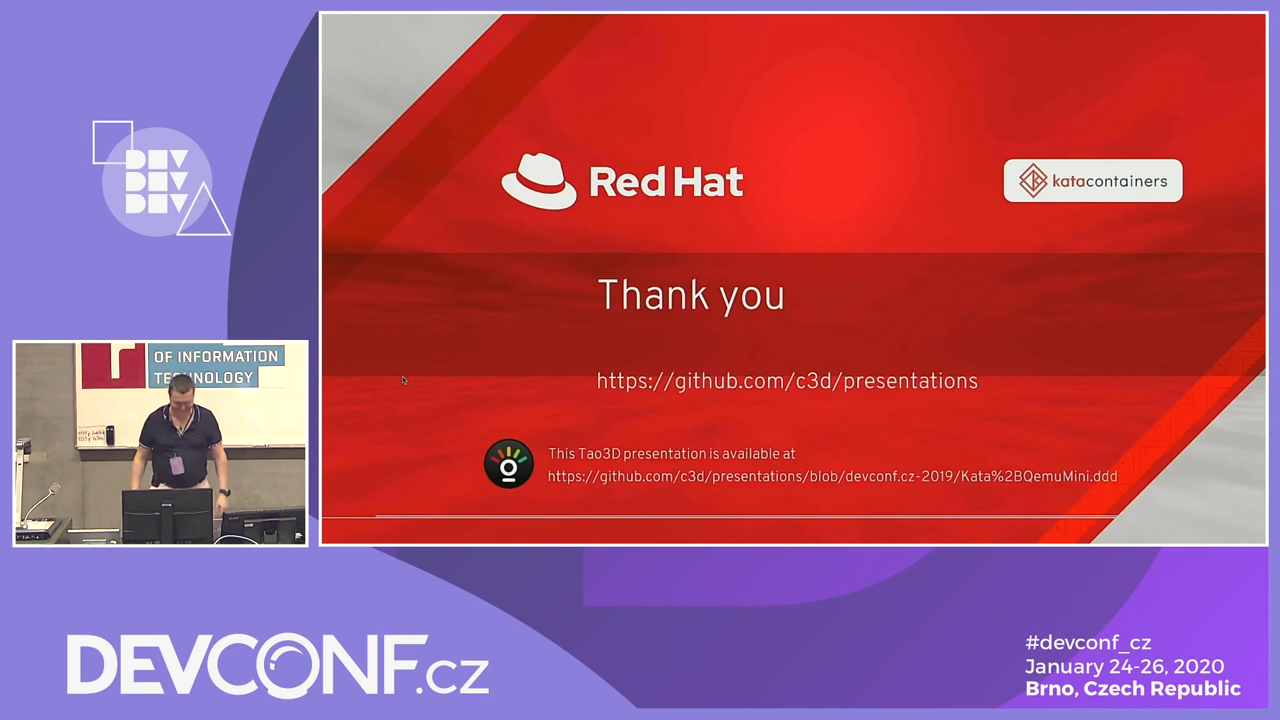 DEV
DEV
DEV
Red Hat
katacontainers
Thank you
https://github.com/c3d/presentations
This Tao3D presentation is available at
https://github.com/c3d/presentations/blob/devconf.cz-2019/Kata%2BQemuMini.ddd
OF INFORMATION
TECHNOLOGY
DEVCONF.cz
#devconf_cz
January 24-26, 2020
Brno, Czech Republic